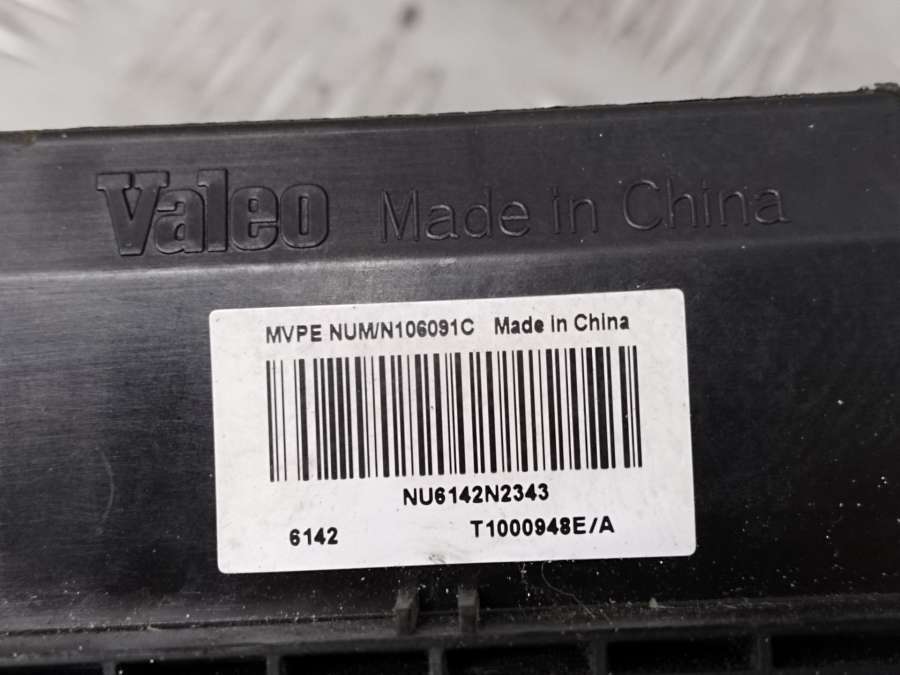 Valeo Made in China
MVPE NUM/N106091C Made in China
NU6142N2343
6142 T1000948E/A